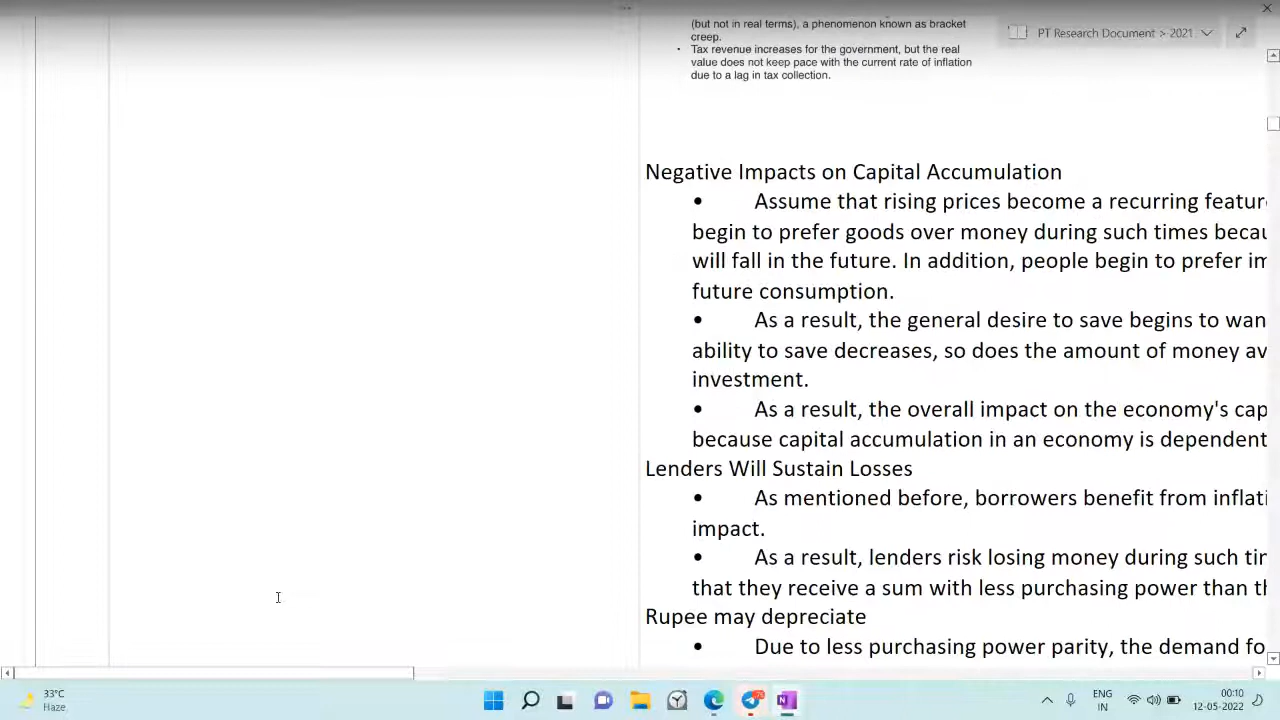 (but not in real terms), a phenomenon known as bracket
creep.
PT Research Document > 2021
• Tax revenue increases for the government, but the real
value does not keep pace with the current rate of inflation
due to a lag in tax collection.
Negative Impacts on Capital Accumulation
• Assume that rising prices become a recurring feature
begin to prefer goods over money during such times becau
will fall in the future. In addition, people begin to prefer im
future consumption.
• As a result, the general desire to save begins to wan
ability to save decreases, so does the amount of money av
investment.
• As a result, the overall impact on the economy's cap
because capital accumulation in an economy is dependent
Lenders Will Sustain Losses
• As mentioned before, borrowers benefit from inflati
impact.
• As a result, lenders risk losing money during such tin
that they receive a sum with less purchasing power than th
Rupee may depreciate
• Due to less purchasing power parity, the demand fo
33°C
Haze
ENG
IN
00:10
12-05-2022